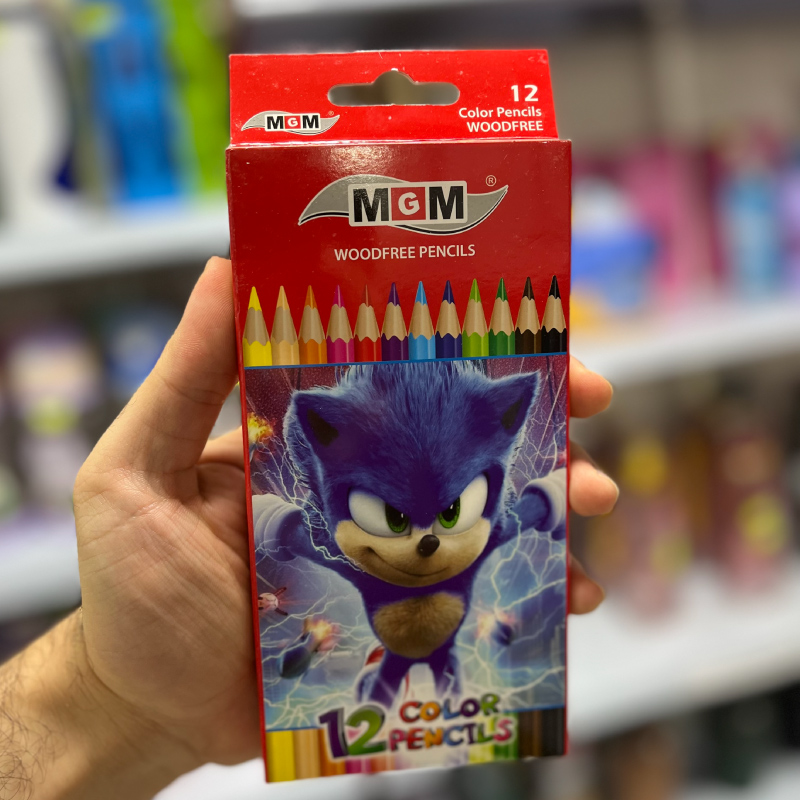 12
Color Pencils
WOODFREE
MGM®
MGM®
WOODFREE PENCILS
12 COLOR
PENCILS